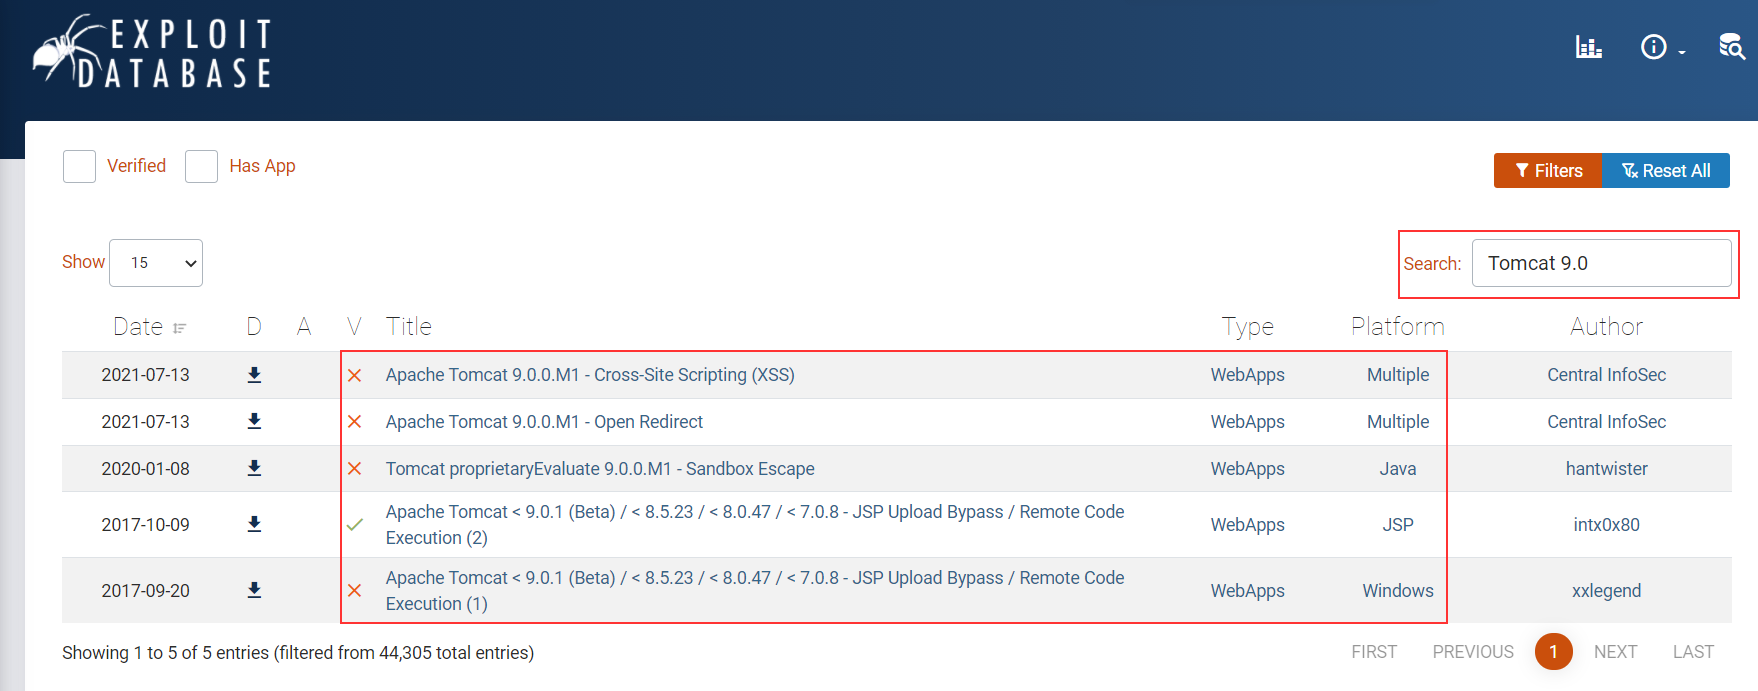 EXPLOIT
DATABASE
Verified Has App
Filters Reset All
Show 15
Search: Tomcat 9.0
Date D A V Title Type Platform Author
2021-07-13 Apache Tomcat 9.0.0.M1 - Cross-Site Scripting (XSS) WebApps Multiple Central InfoSec
2021-07-13 Apache Tomcat 9.0.0.M1 - Open Redirect WebApps Multiple Central InfoSec
2020-01-08 Tomcat proprietaryEvaluate 9.0.0.M1 - Sandbox Escape WebApps Java hantwister
2017-10-09 Apache Tomcat < 9.0.1 (Beta) / < 8.5.23 / < 8.0.47 / < 7.0.8 - JSP Upload Bypass / Remote Code
Execution (2) WebApps JSP intx0x80
2017-09-20 Apache Tomcat < 9.0.1 (Beta) / < 8.5.23 / < 8.0.47 / < 7.0.8 - JSP Upload Bypass / Remote Code
Execution (1) WebApps Windows xxlegend
Showing 1 to 5 of 5 entries (filtered from 44,305 total entries)
FIRST PREVIOUS 1 NEXT LAST